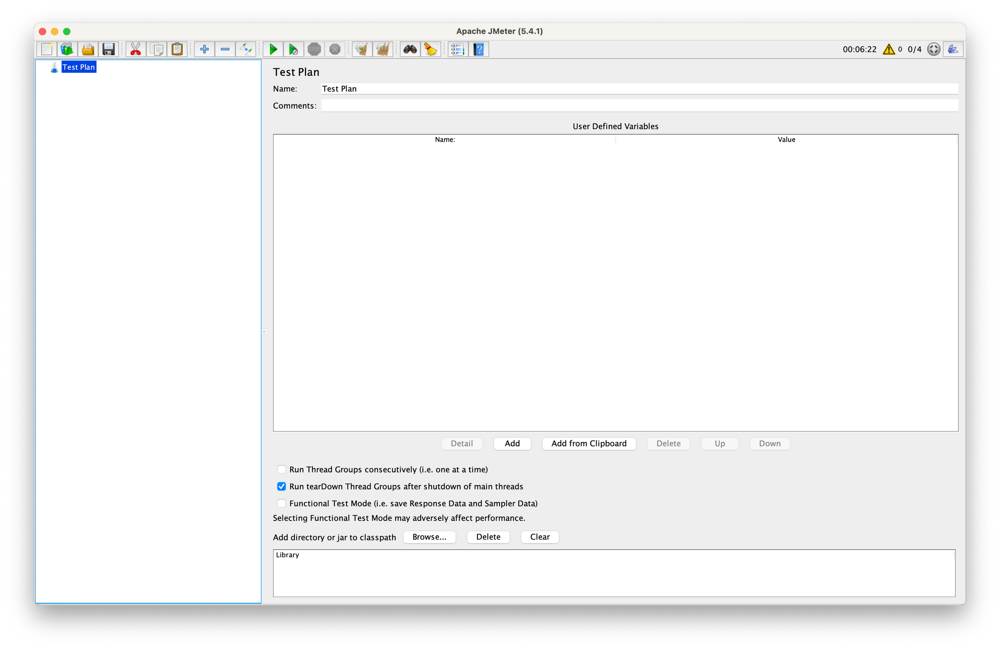 Apache JMeter (5.4.1)
STOP
?
00:06:22 0 0/4
Test Plan
Test Plan
Name: Test Plan
Comments:
User Defined Variables
Name: Value
Detail Add Add from Clipboard Delete Up Down
Run Thread Groups consecutively (i.e. one at a time)
Run tearDown Thread Groups after shutdown of main threads
Functional Test Mode (i.e. save Response Data and Sampler Data)
Selecting Functional Test Mode may adversely affect performance.
Add directory or jar to classpath Browse... Delete Clear
Library